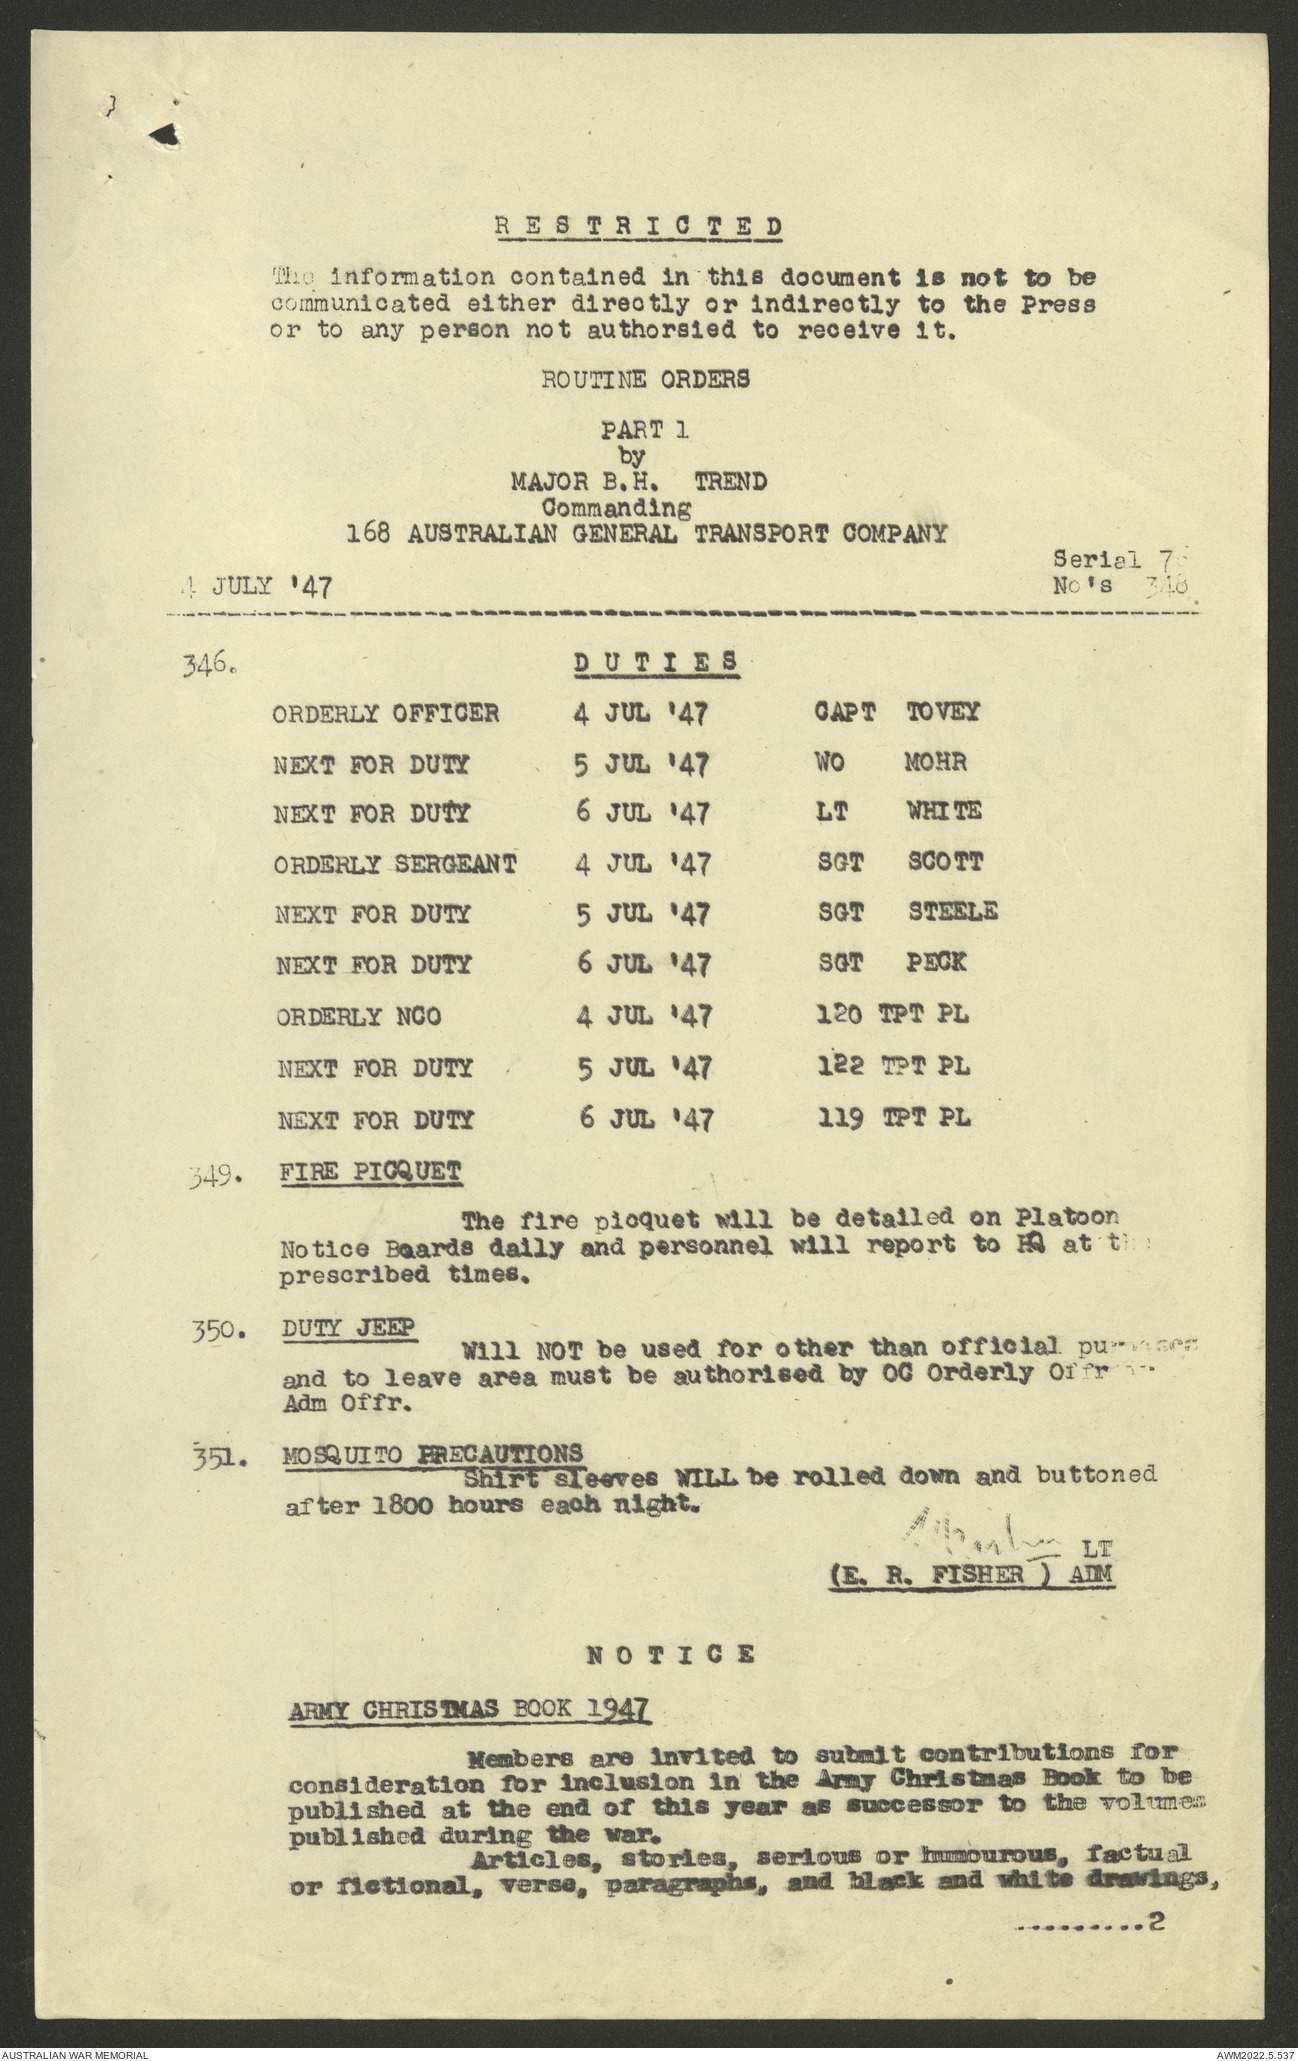 R E S T R I C T E D
The information contained in this document is not to be
communicated either directly or indirectly to the Press
or to any person not authorsied to receive it.
ROUTINE ORDERS
PART 1
by
MAJOR B.H. TREND
Commanding
168 AUSTRALIAN GENERAL TRANSPORT COMPANY
Serial
4 JULY '47 No's 348
346. D U T I E S
ORDERLY OFFICER 4 JUL '47 CAPT TOVEY
NEXT FOR DUTY 5 JUL '47 WO MOHR
NEXT FOR DUTY 6 JUL '47 LT WHITE
ORDERLY SERGEANT 4 JUL '47 SGT SCOTT
NEXT FOR DUTY 5 JUL '47 SGT STEELE
NEXT FOR DUTY 6 JUL '47 SGT PECK
ORDERLY NCO 4 JUL '47 120 TPT PL
NEXT FOR DUTY 5 JUL '47 122 TPT PL
NEXT FOR DUTY 6 JUL '47 119 TPT PL
349. FIRE PICQUET
The fire picquet will be detailed on Platoon
Notice Boards daily and personnel will report to HQ at the
prescribed times.
350. DUTY JEEP
Will NOT be used for other than official purposes
and to leave area must be authorised by OC Orderly Offr or
Adm Offr.
351. MOSQUITO PRECAUTIONS
Shirt sleeves WILL be rolled down and buttoned
after 1800 hours each night.
LT
(E. R. FISHER ) ADM
N O T I C E
ARMY CHRISTMAS BOOK 1947
Members are invited to submit contributions for
consideration for inclusion in the Army Christmas Book to be
published at the end of this year as successor to the volumes
published during the war.
Articles, stories, serious or humourous, factual
or fictional, verse, paragraphs, and black and white drawings,
..........2
AUSTRALIAN WAR MEMORIAL AWM2022.5.537